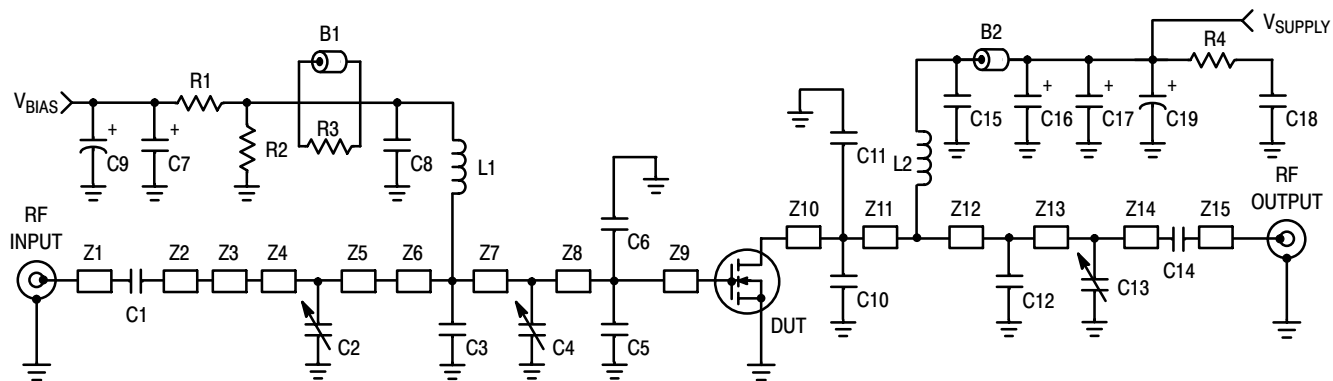 B1
V_SUPPLY
B2
R4
R1
V_BIAS
+
+
+
+
+
C9
C7
R2
R3
C8
L1
C15
C16
C17
C19
C18
C11
L2
RF
INPUT
RF
OUTPUT
C6
Z10
Z11
Z12
Z13
Z14
Z15
Z1
Z2
Z3
Z4
Z5
Z6
Z7
Z8
Z9
C1
C14
C2
C3
C4
C5
DUT
C10
C12
C13